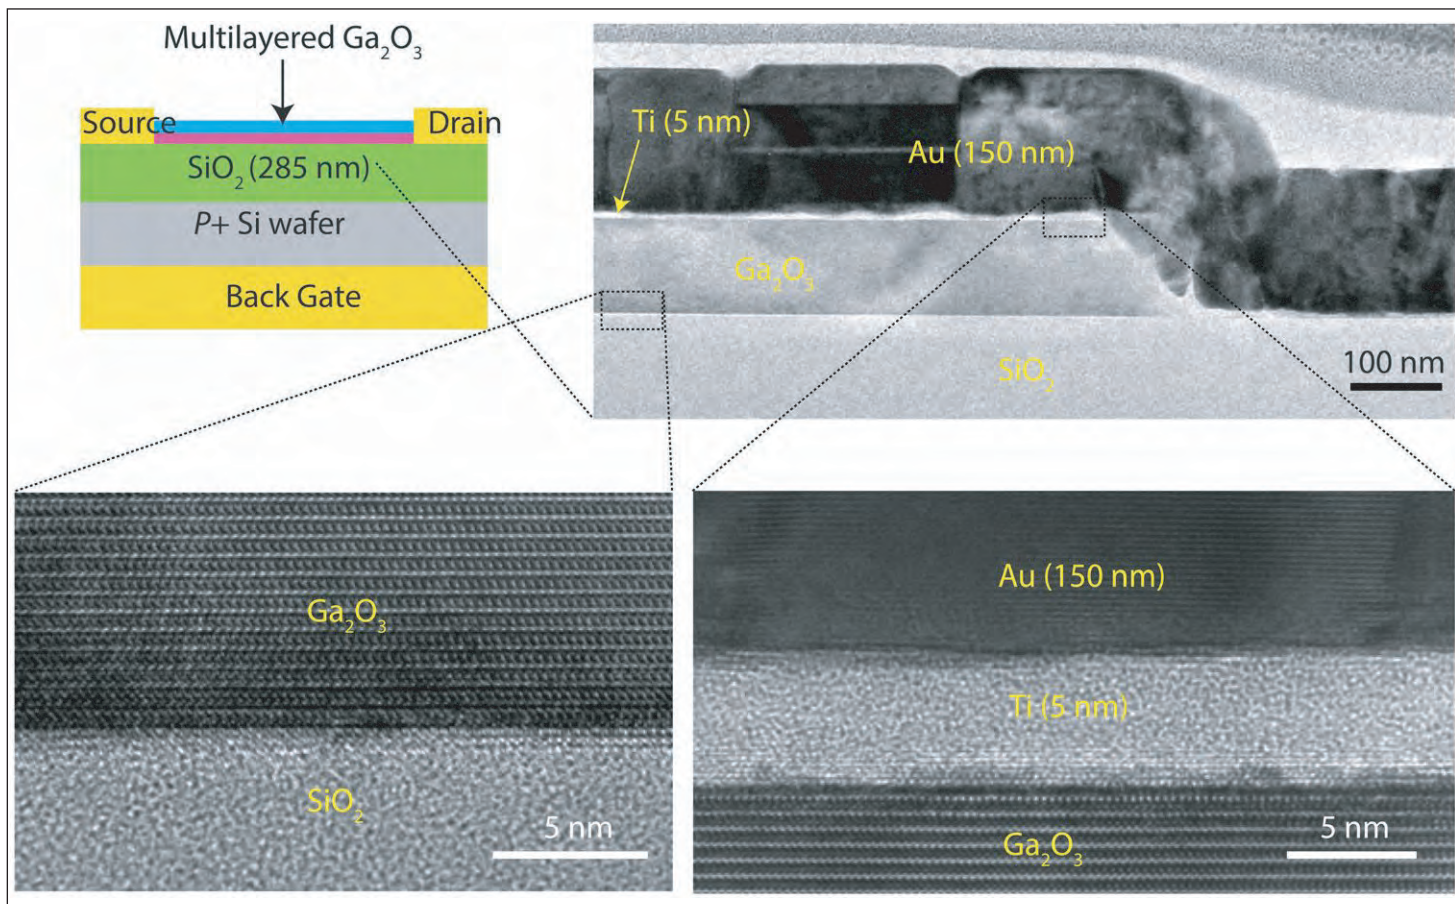 Multilayered Ga₂O₃
Source
Drain
SiO₂ (285 nm)
P+ Si wafer
Back Gate
Ti (5 nm)
Au (150 nm)
Ga₂O₃
SiO₂
100 nm
Ga₂O₃
SiO₂
5 nm
Au (150 nm)
Ti (5 nm)
Ga₂O₃
5 nm